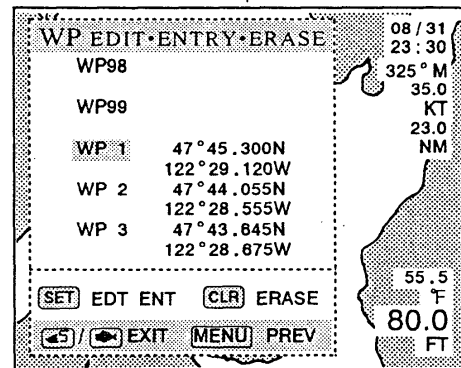 WP EDIT·ENTRY·ERASE
WP98
WP99
WP 1 47°45.300N
122°29.120W
WP 2 47°44.055N
122°28.555W
WP 3 47°43.645N
122°28.675W
SET EDT ENT CLR ERASE
/ EXIT MENU PREV
08/31
23:30
325°M
35.0
KT
23.0
NM
55.5
°F
80.0
FT